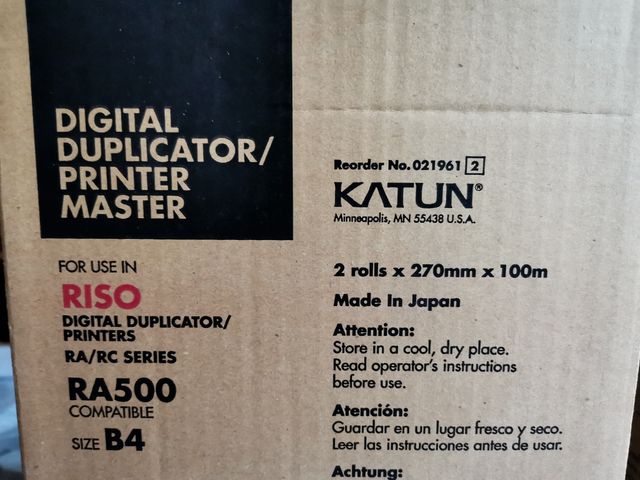 DIGITAL
DUPLICATOR/
PRINTER
MASTER
FOR USE IN
RISO
DIGITAL DUPLICATOR/
PRINTERS
RA/RC SERIES
RA500
COMPATIBLE
SIZE B4
Reorder No. 021961 2
KATUN®
Minneapolis, MN 55438 U.S.A.
2 rolls x 270mm x 100m
Made In Japan
Attention:
Store in a cool, dry place.
Read operator's instructions
before use.
Atención:
Guardar en un lugar fresco y seco.
Leer las instrucciones antes de usar.
Achtung: